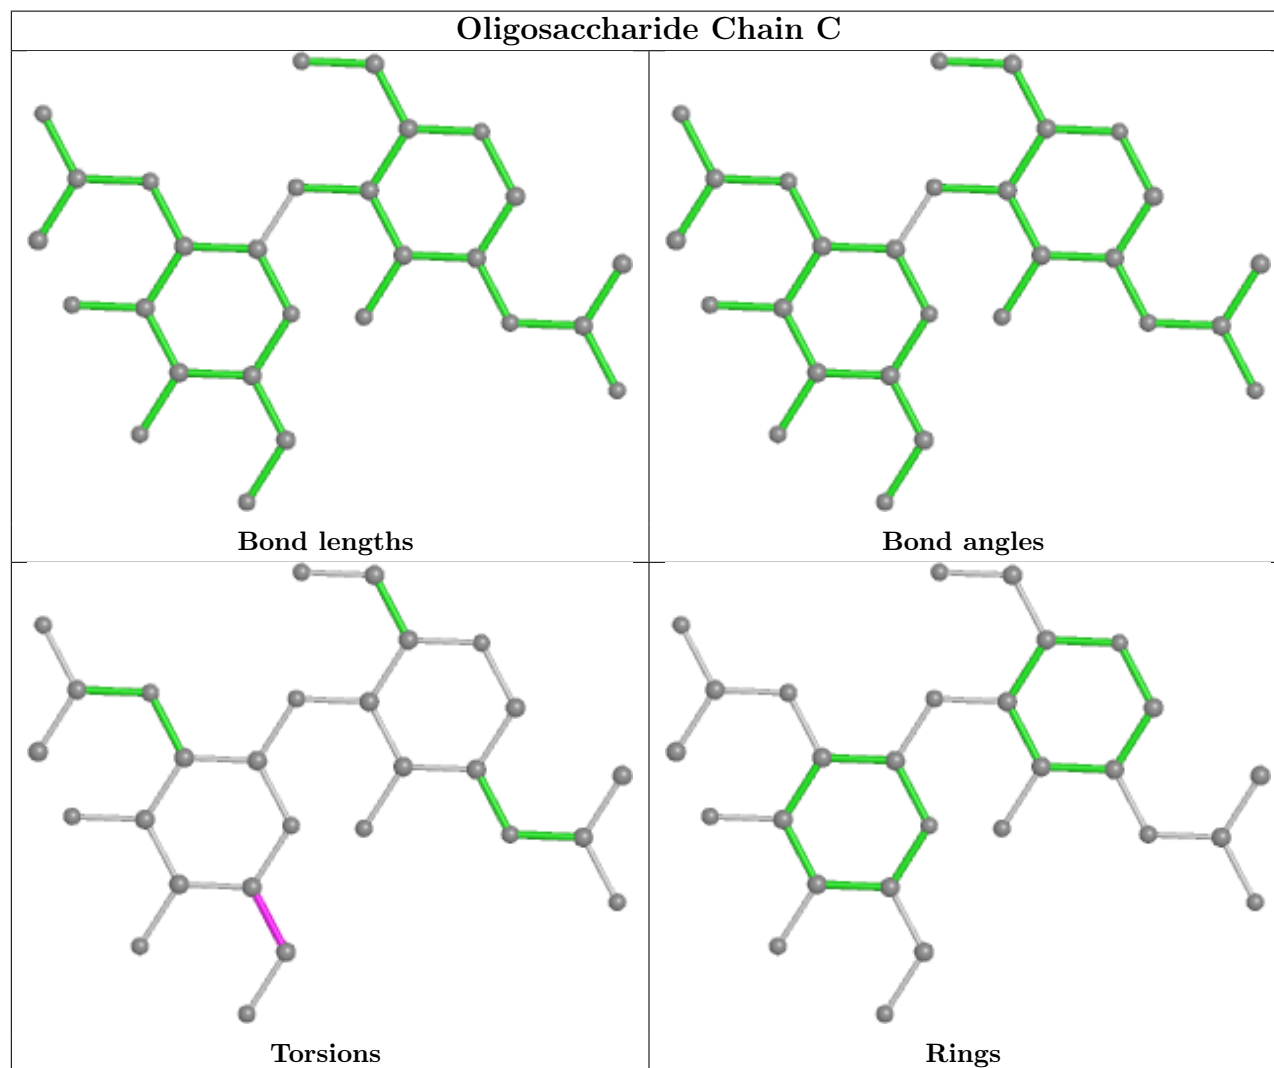 Oligosaccharide Chain C
Bond lengths
Bond angles
Torsions
Rings